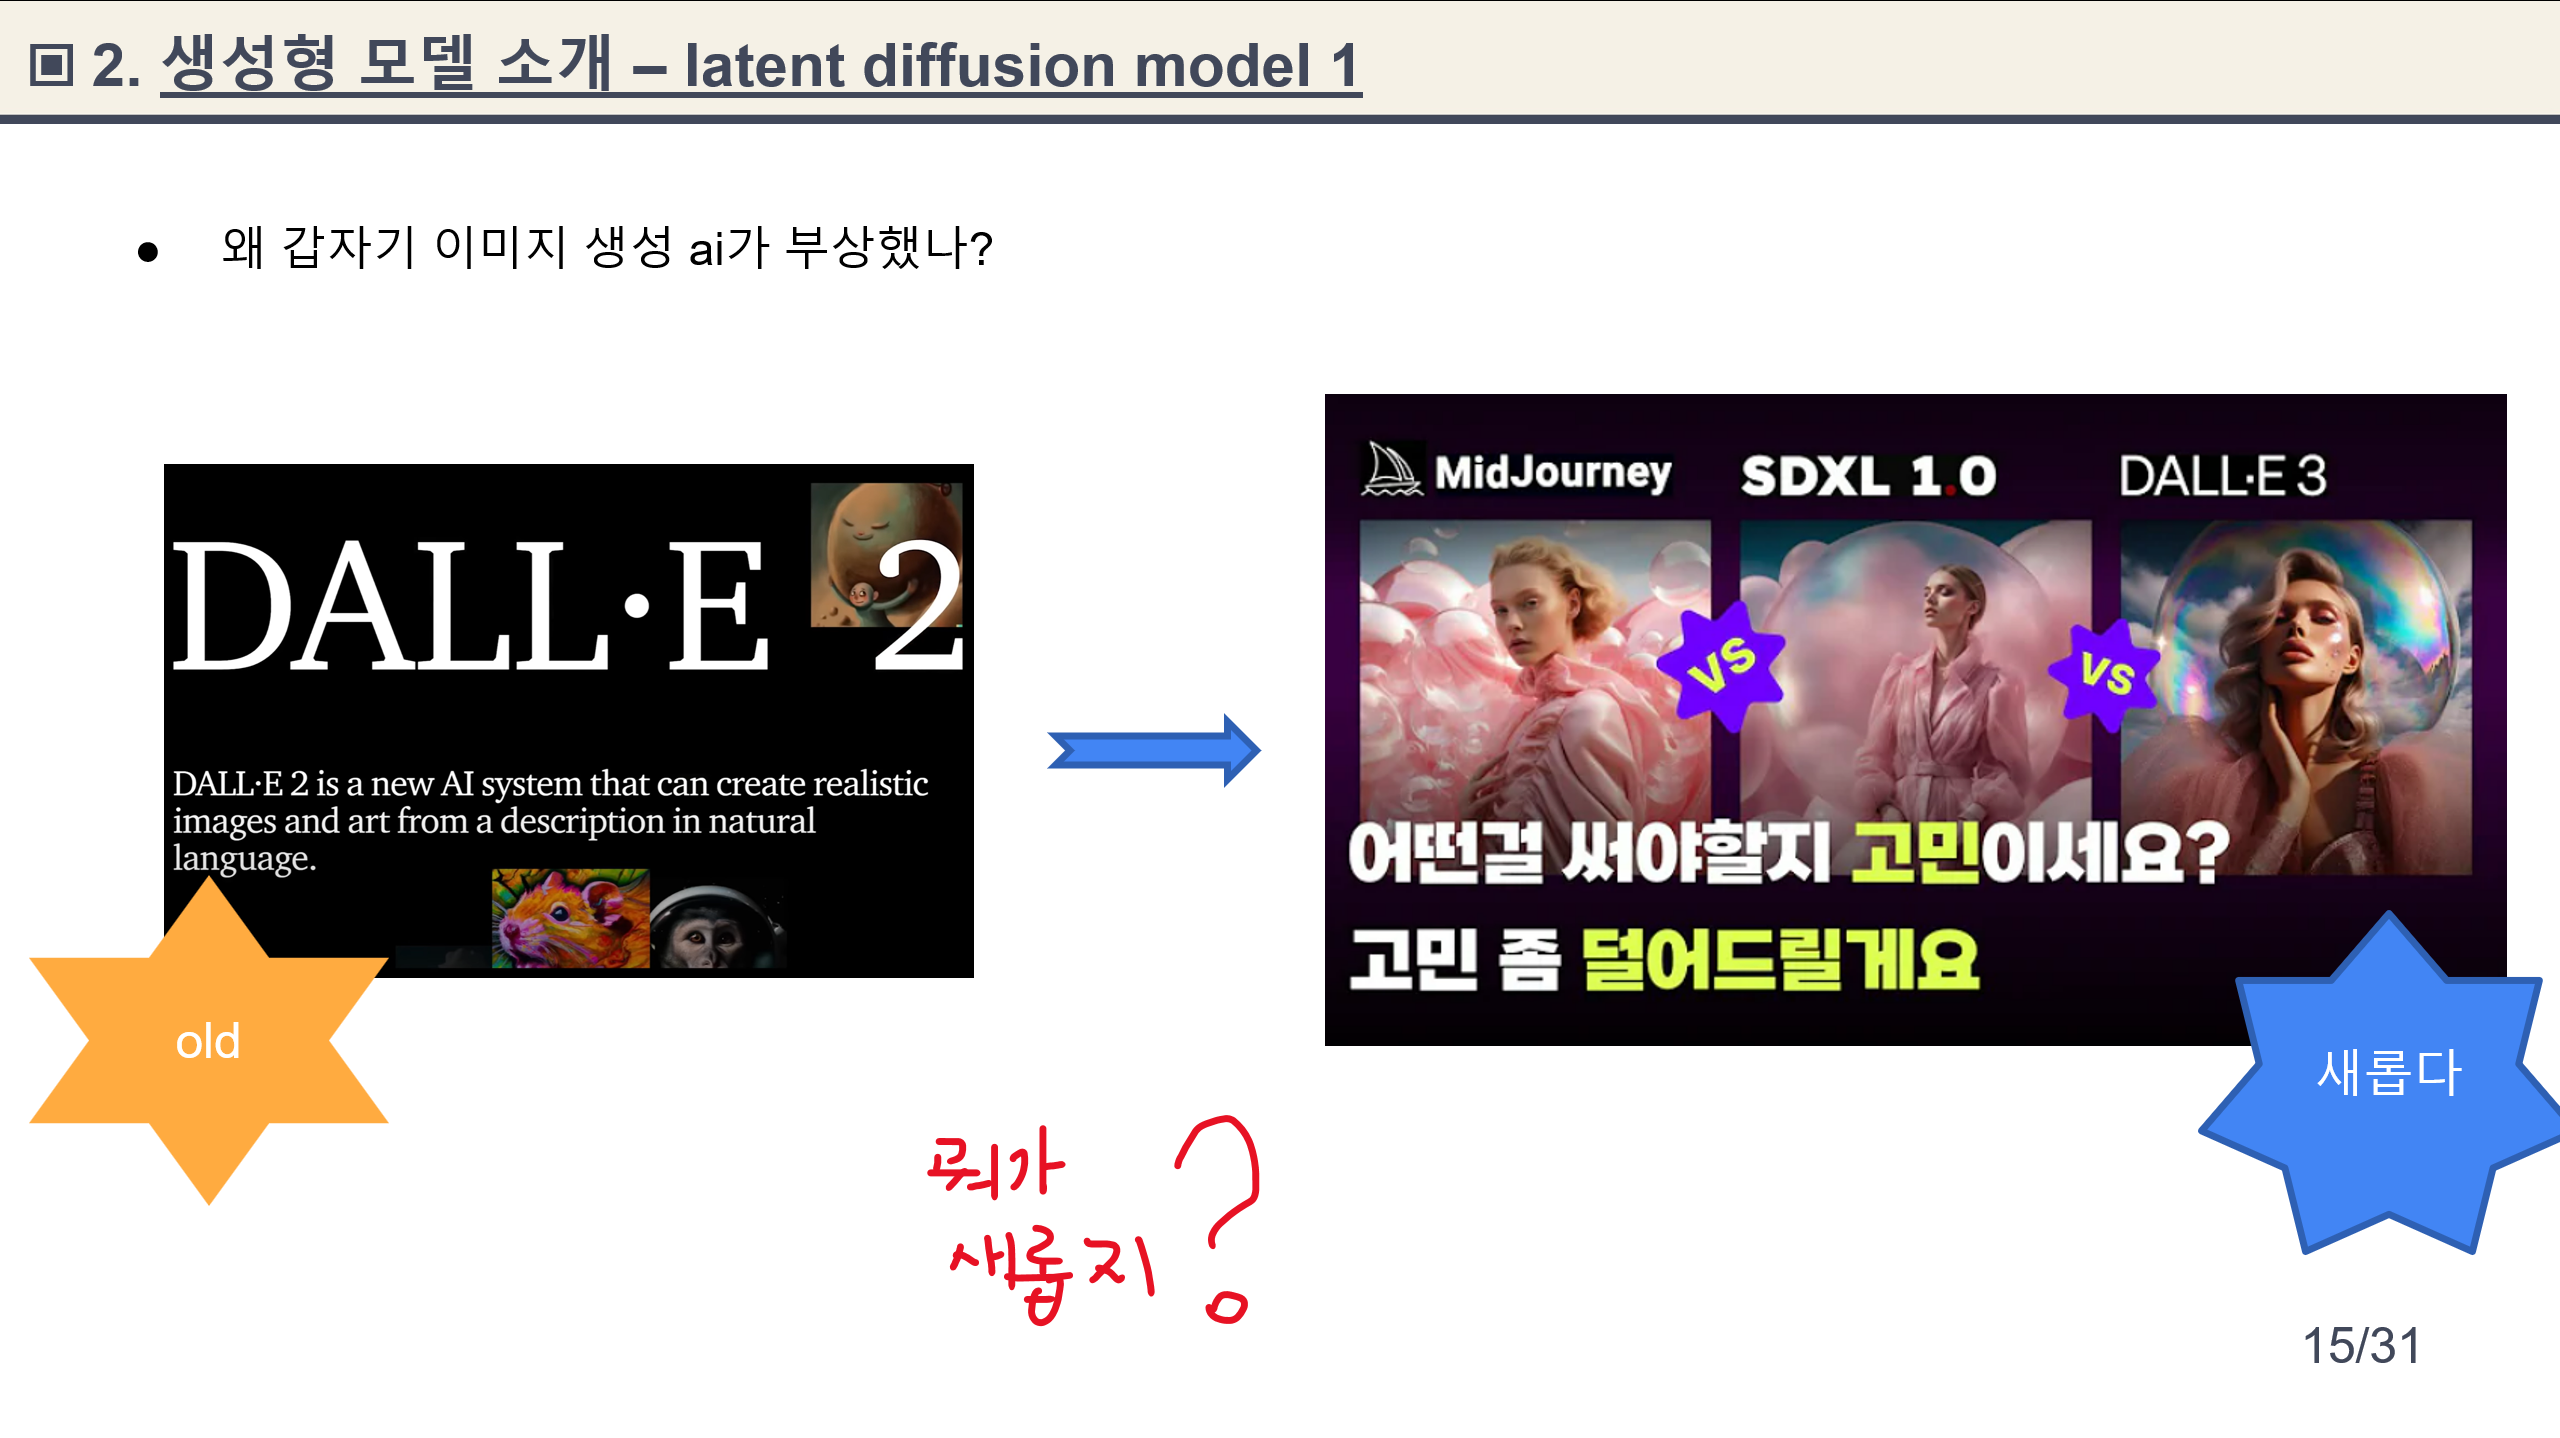 2. 생성형 모델 소개 – latent diffusion model 1
● 왜 갑자기 이미지 생성 ai가 부상했나?
DALL·E 2
DALL·E 2 is a new AI system that can create realistic
images and art from a description in natural
language.
old
MidJourney
SDXL 1.0
DALL·E 3
VS
VS
어떤걸 써야할지 고민이세요?
고민 좀 덜어드릴게요
새롭다
뭐가
새롭지?
15/31